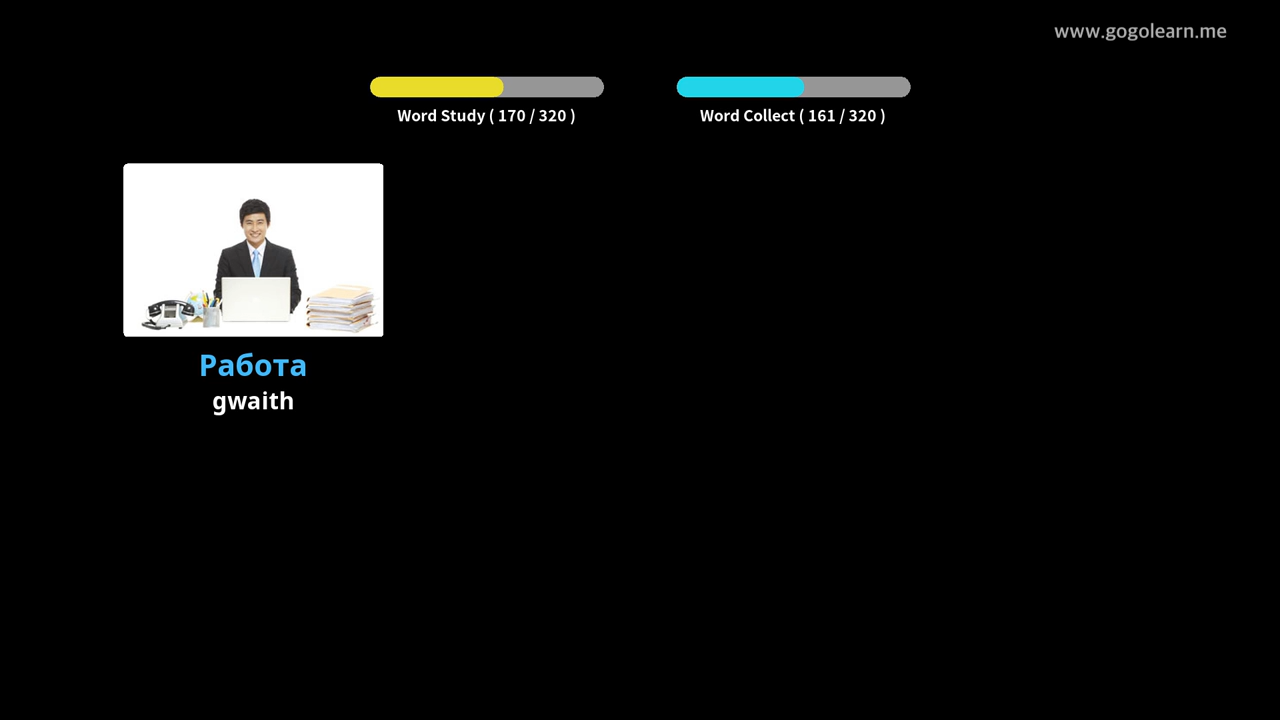 www.gogolearn.me
Word Study ( 170 / 320 )
Word Collect ( 161 / 320 )
Работа
gwaith